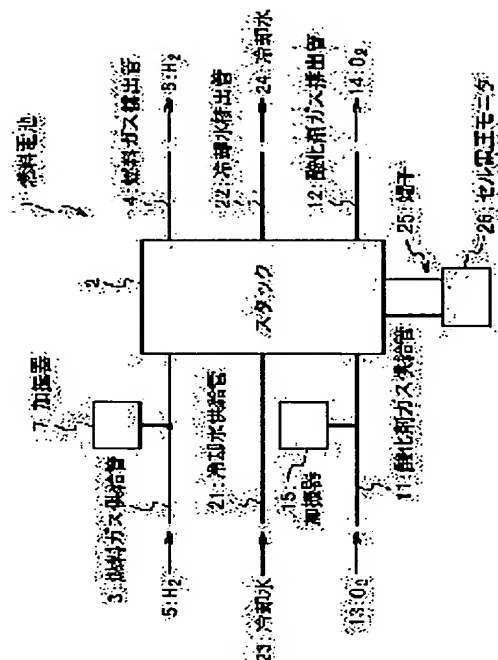 1:燃料電池
7:加振器
2
3:燃料ガス供給管
4:燃料ガス排出管
5:H₂
6:H₂
21:冷却水供給管
スタック
22:冷却水排出管
23:冷却水
24:冷却水
15:加振器
12:酸化剤ガス排出管
13:O₂
14:O₂
11:酸化剤ガス供給管
25:端子
26:セル電圧モニタ